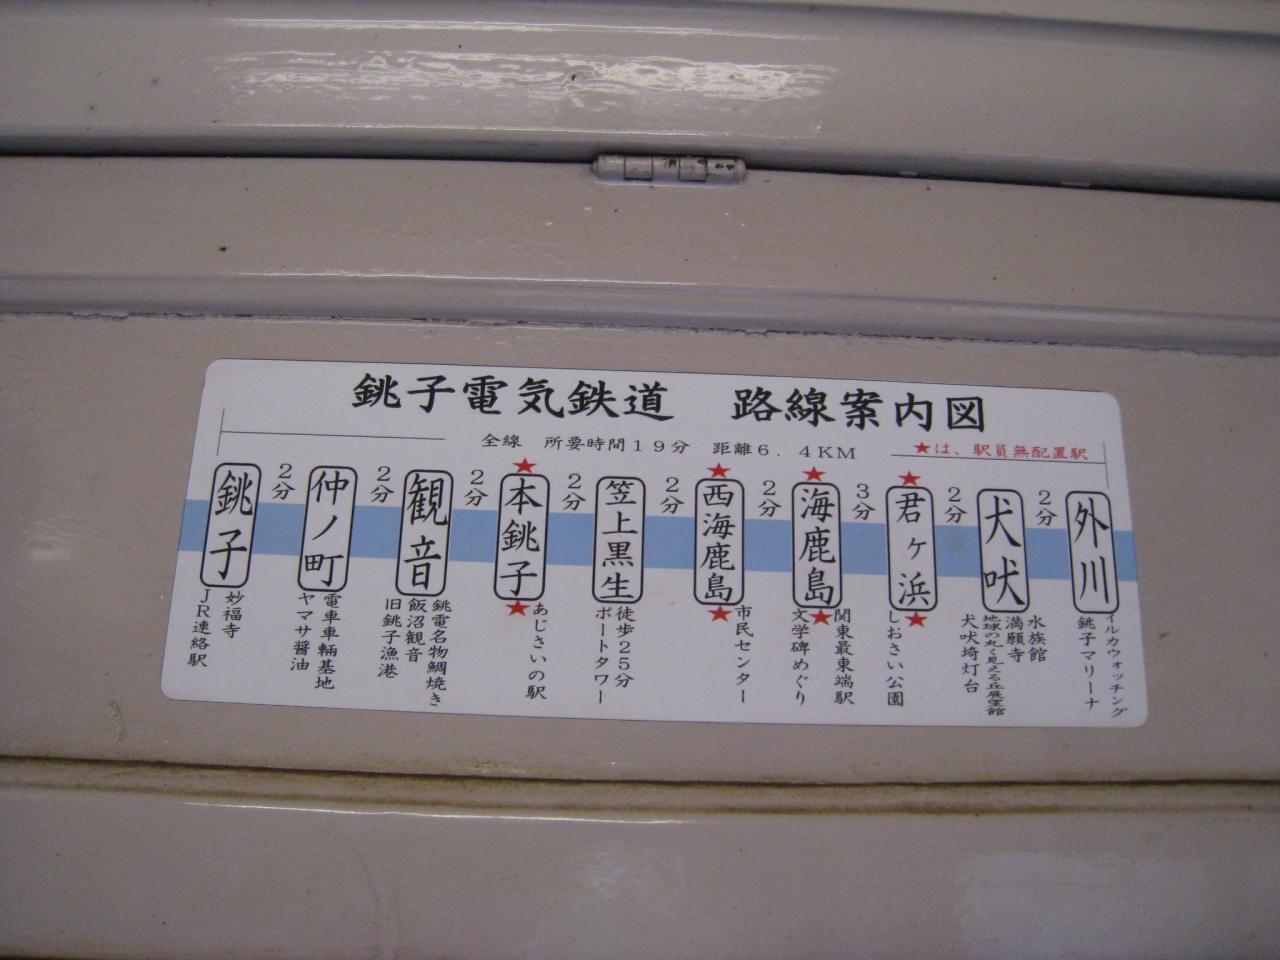 銚子電気鉄道 路線案内図
全線 所要時間19分 距離6.4KM
★は、駅員無配置駅
銚子
2分
仲ノ町
2分
観音
2分
★
本銚子
★
2分
笠上黒生
2分
★
西海鹿島
★
2分
★
海鹿島
★
3分
★
君ヶ浜
★
2分
犬吠
2分
外川
妙福寺
JR連絡駅
電車車輌基地
ヤマサ醤油
銚電名物鯛焼き
飯沼観音
旧銚子漁港
あじさいの駅
徒歩25分
ポートタワー
市民センター
関東最東端駅
文学碑めぐり
しおさい公園
水族館
満願寺
地球の丸く見える丘展望館
犬吠埼灯台
イルカウォッチング
銚子マリーナ